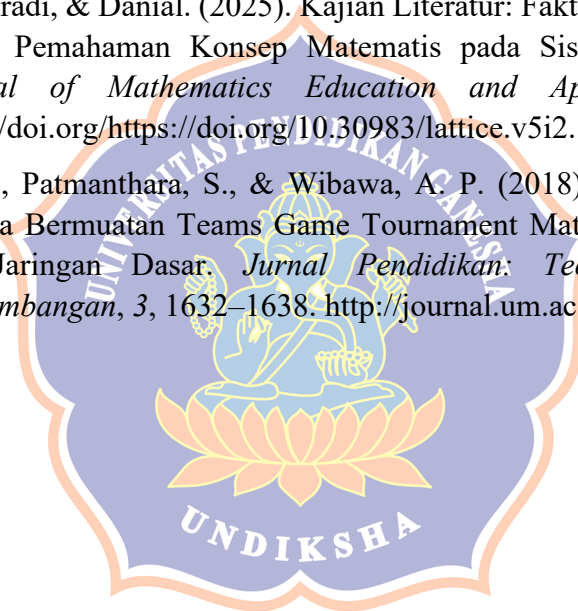 radi, & Danial. (2025). Kajian Literatur: Fakt
Pemahaman Konsep Matematis pada Sis
al of Mathematics Education and Ap
/doi.org/https://doi.org/10.30983/lattice.v5i2.
., Patmanthara, S., & Wibawa, A. P. (2018)
a Bermuatan Teams Game Tournament Mat
Jaringan Dasar. Jurnal Pendidikan: Te
mbangan, 3, 1632–1638. http://journal.um.ac
UNIVERSITAS PENDIDIKAN GANESHA
UNDIKSHA